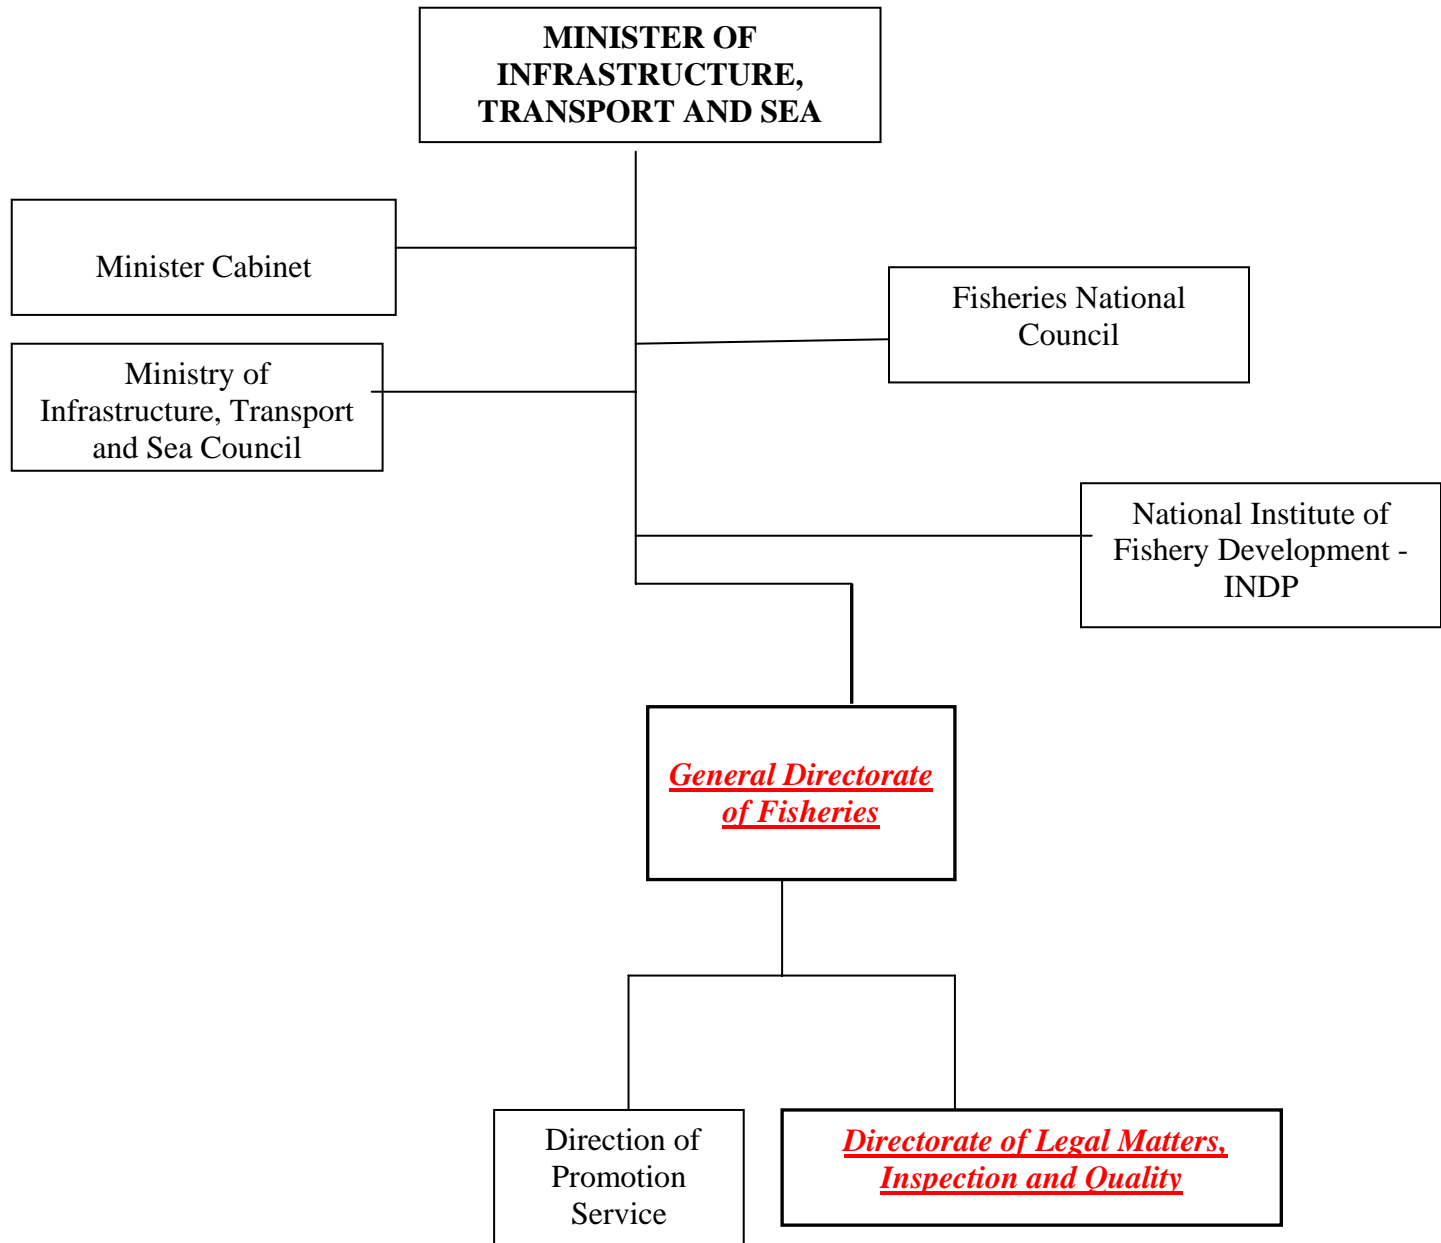 MINISTER OF
INFRASTRUCTURE,
TRANSPORT AND SEA
Minister Cabinet
Fisheries National
Council
Ministry of
Infrastructure, Transport
and Sea Council
National Institute of
Fishery Development -
INDP
General Directorate
of Fisheries
Direction of
Promotion
Service
Directorate of Legal Matters,
Inspection and Quality